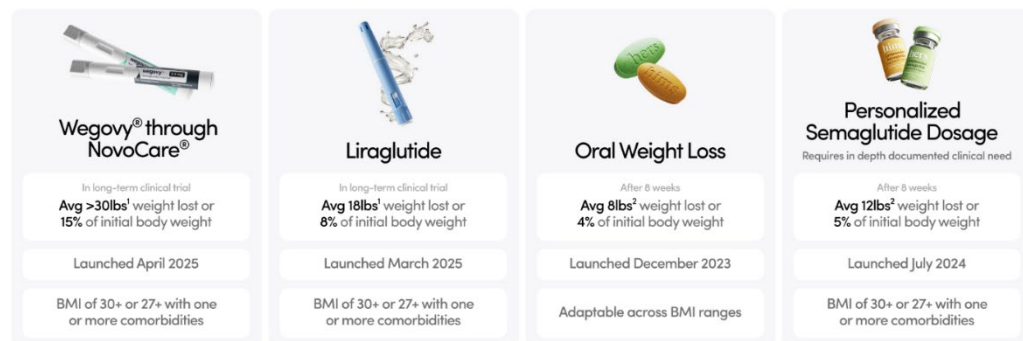 wegovy®
hers
hims
hims
hers
Wegovy® through
NovoCare®
In long-term clinical trial
Avg >30lbs¹ weight lost or
15% of initial body weight
Launched April 2025
BMI of 30+ or 27+ with one
or more comorbidities
Liraglutide
In long-term clinical trial
Avg 18lbs¹ weight lost or
8% of initial body weight
Launched March 2025
BMI of 30+ or 27+ with one
or more comorbidities
Oral Weight Loss
After 8 weeks
Avg 8lbs² weight lost or
4% of initial body weight
Launched December 2023
Adaptable across BMI ranges
Personalized
Semaglutide Dosage
Requires in depth documented clinical need
After 8 weeks
Avg 12lbs² weight lost or
5% of initial body weight
Launched July 2024
BMI of 30+ or 27+ with one
or more comorbidities